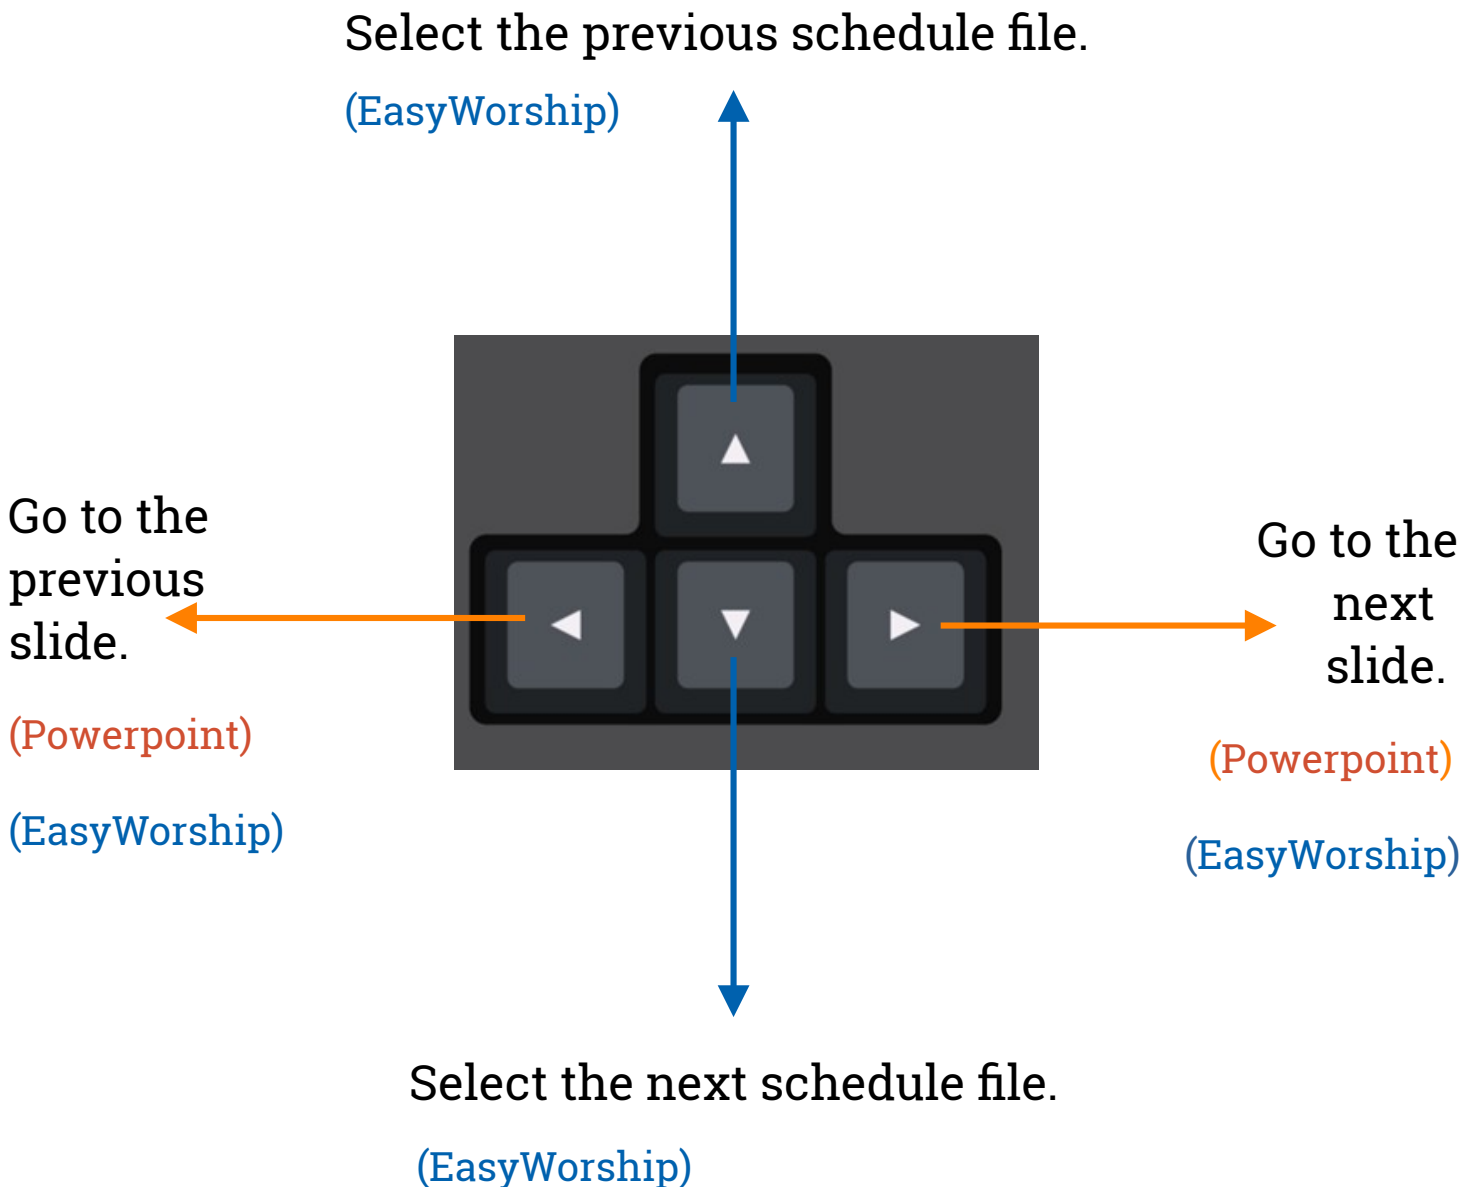 Select the previous schedule file.
(EasyWorship)
Go to the
previous
slide.
(Powerpoint)
(EasyWorship)
Go to the
next
slide.
(Powerpoint)
(EasyWorship)
Select the next schedule file.
(EasyWorship)